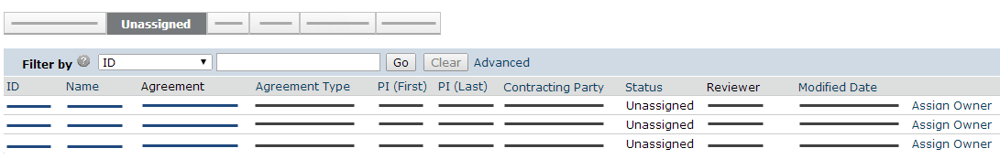 Unassigned
Filter by ? ID Go Clear Advanced
ID Name Agreement Agreement Type PI (First) PI (Last) Contracting Party Status Reviewer Modified Date
Unassigned Assign Owner
Unassigned Assign Owner
Unassigned Assign Owner